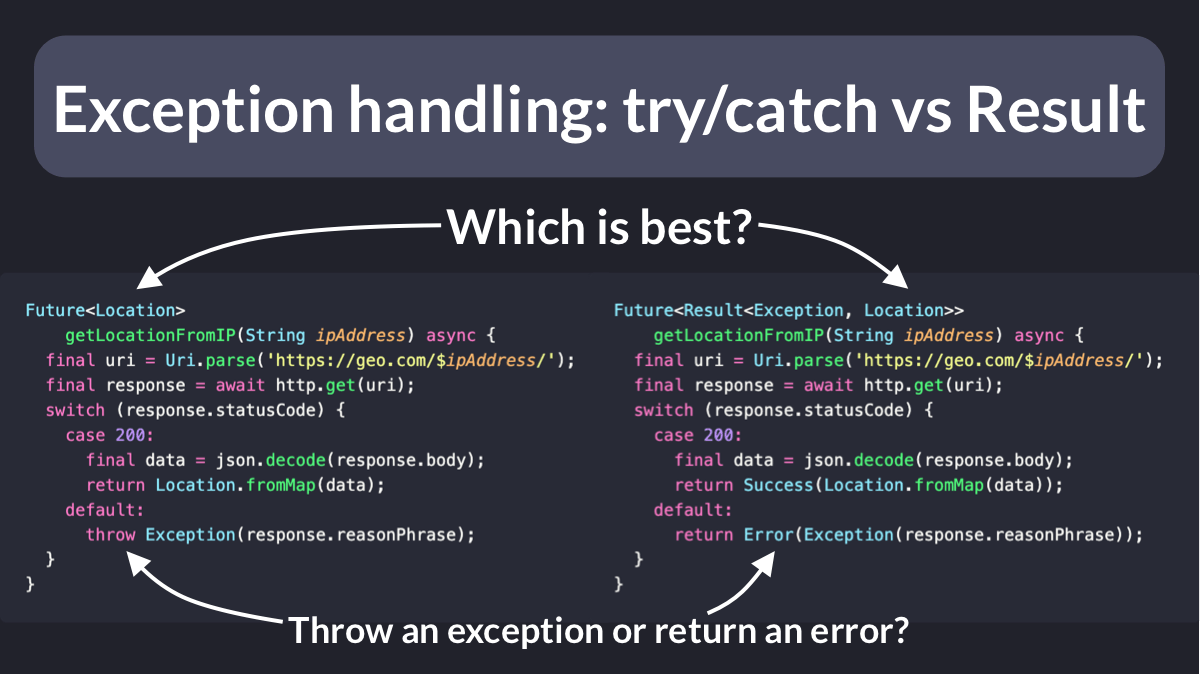 Exception handling: try/catch vs Result
Which is best?
Future<Location>
    getLocationFromIP(String ipAddress) async {
  final uri = Uri.parse('https://geo.com/$ipAddress/');
  final response = await http.get(uri);
  switch (response.statusCode) {
    case 200:
      final data = json.decode(response.body);
      return Location.fromMap(data);
    default:
      throw Exception(response.reasonPhrase);
  }
}
Future<Result<Exception, Location>>
    getLocationFromIP(String ipAddress) async {
  final uri = Uri.parse('https://geo.com/$ipAddress/');
  final response = await http.get(uri);
  switch (response.statusCode) {
    case 200:
      final data = json.decode(response.body);
      return Success(Location.fromMap(data));
    default:
      return Error(Exception(response.reasonPhrase));
  }
}
Throw an exception or return an error?